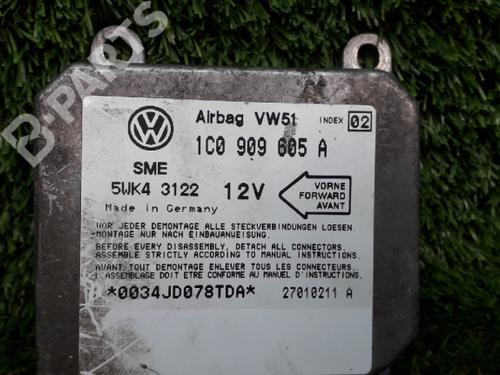 B-PARTS
Airbag VW51 INDEX 02
1C0 909 605 A
SME
5WK4 3122 12V
VORNE
FORWARD
AVANT
Made in Germany
VOR JEDER DEMONTAGE ALLE STECKVERBINDUNGEN LOESEN.
MONTAGE NUR NACH EINBAUANWEISUNG.
BEFORE EVERY DISASSEMBLY, DETACH ALL CONNECTORS.
ASSEMBLE STRICTLY ACCORDING TO MANUAL INSTRUCTIONS.
AVANT TOUT DEMONTAGE ENLEVER TOUS LES CONNECTEURS.
L ASSEMBLAGE DOIT ETRE CONFORME AU MANUEL D'INSTRUCTIONS.
*0034JD078TDA* 27010211 A